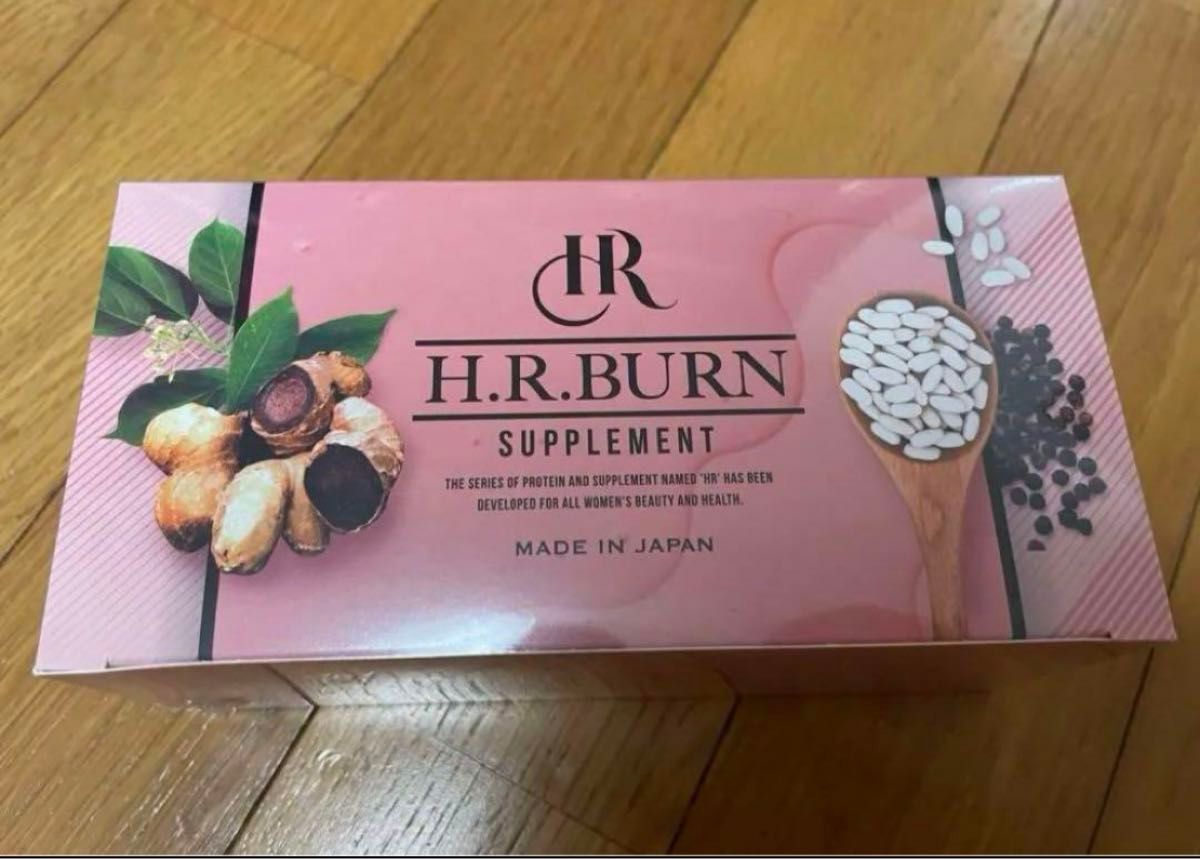 HR
H.R.BURN
SUPPLEMENT
THE SERIES OF PROTEIN AND SUPPLEMENT NAMED 'HR' HAS BEEN
DEVELOPED FOR ALL WOMEN'S BEAUTY AND HEALTH.
MADE IN JAPAN